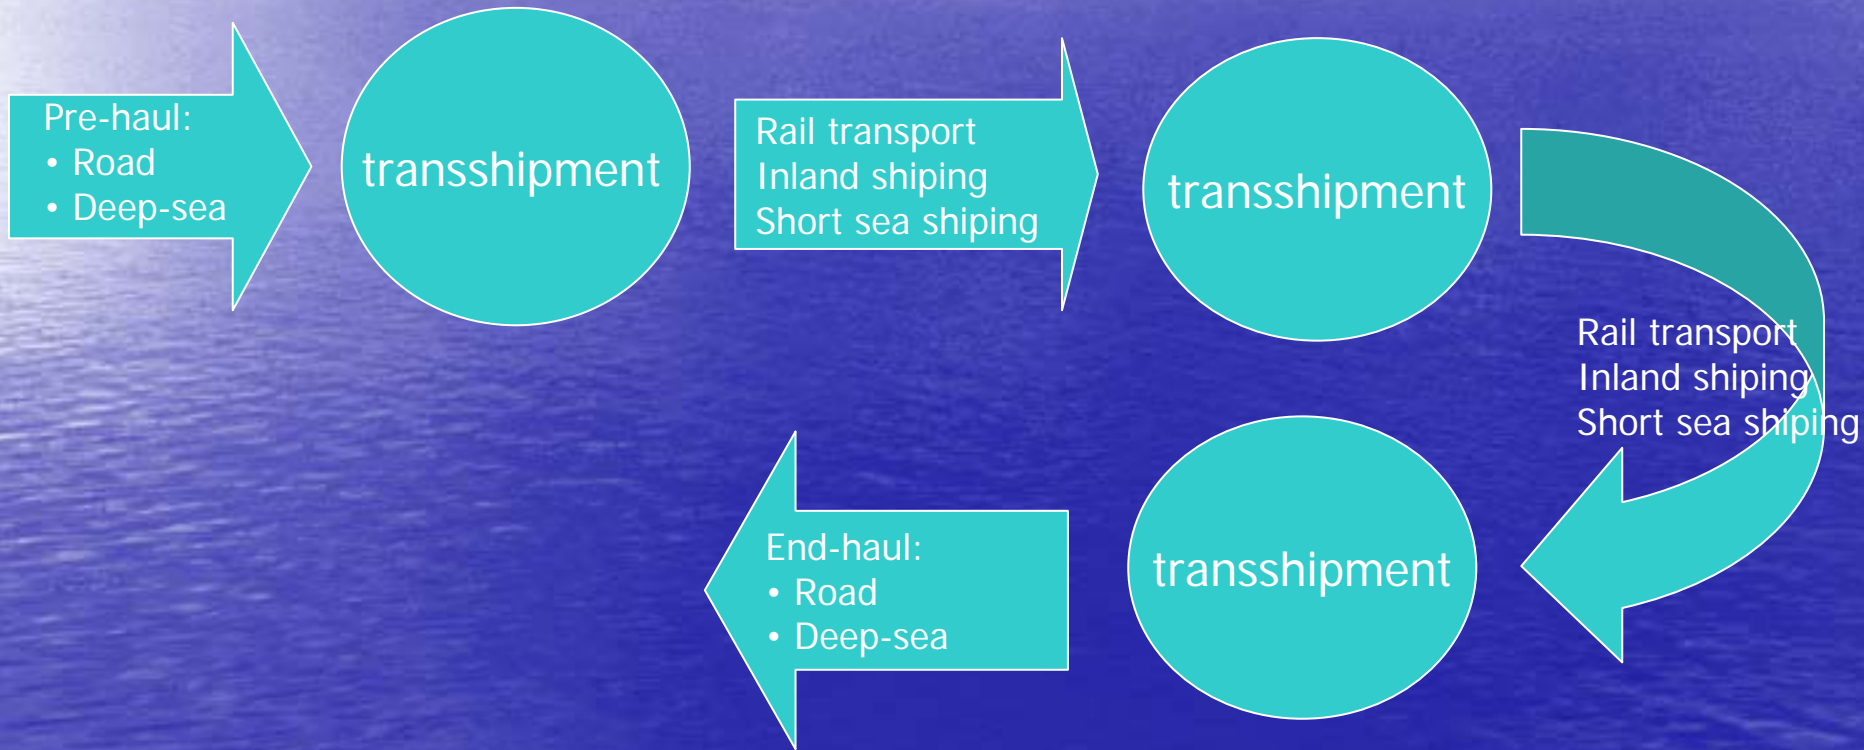 Pre-haul:
• Road
• Deep-sea
transshipment
Rail transport
Inland shiping
Short sea shiping
transshipment
Rail transport
Inland shiping
Short sea shiping
transshipment
End-haul:
• Road
• Deep-sea